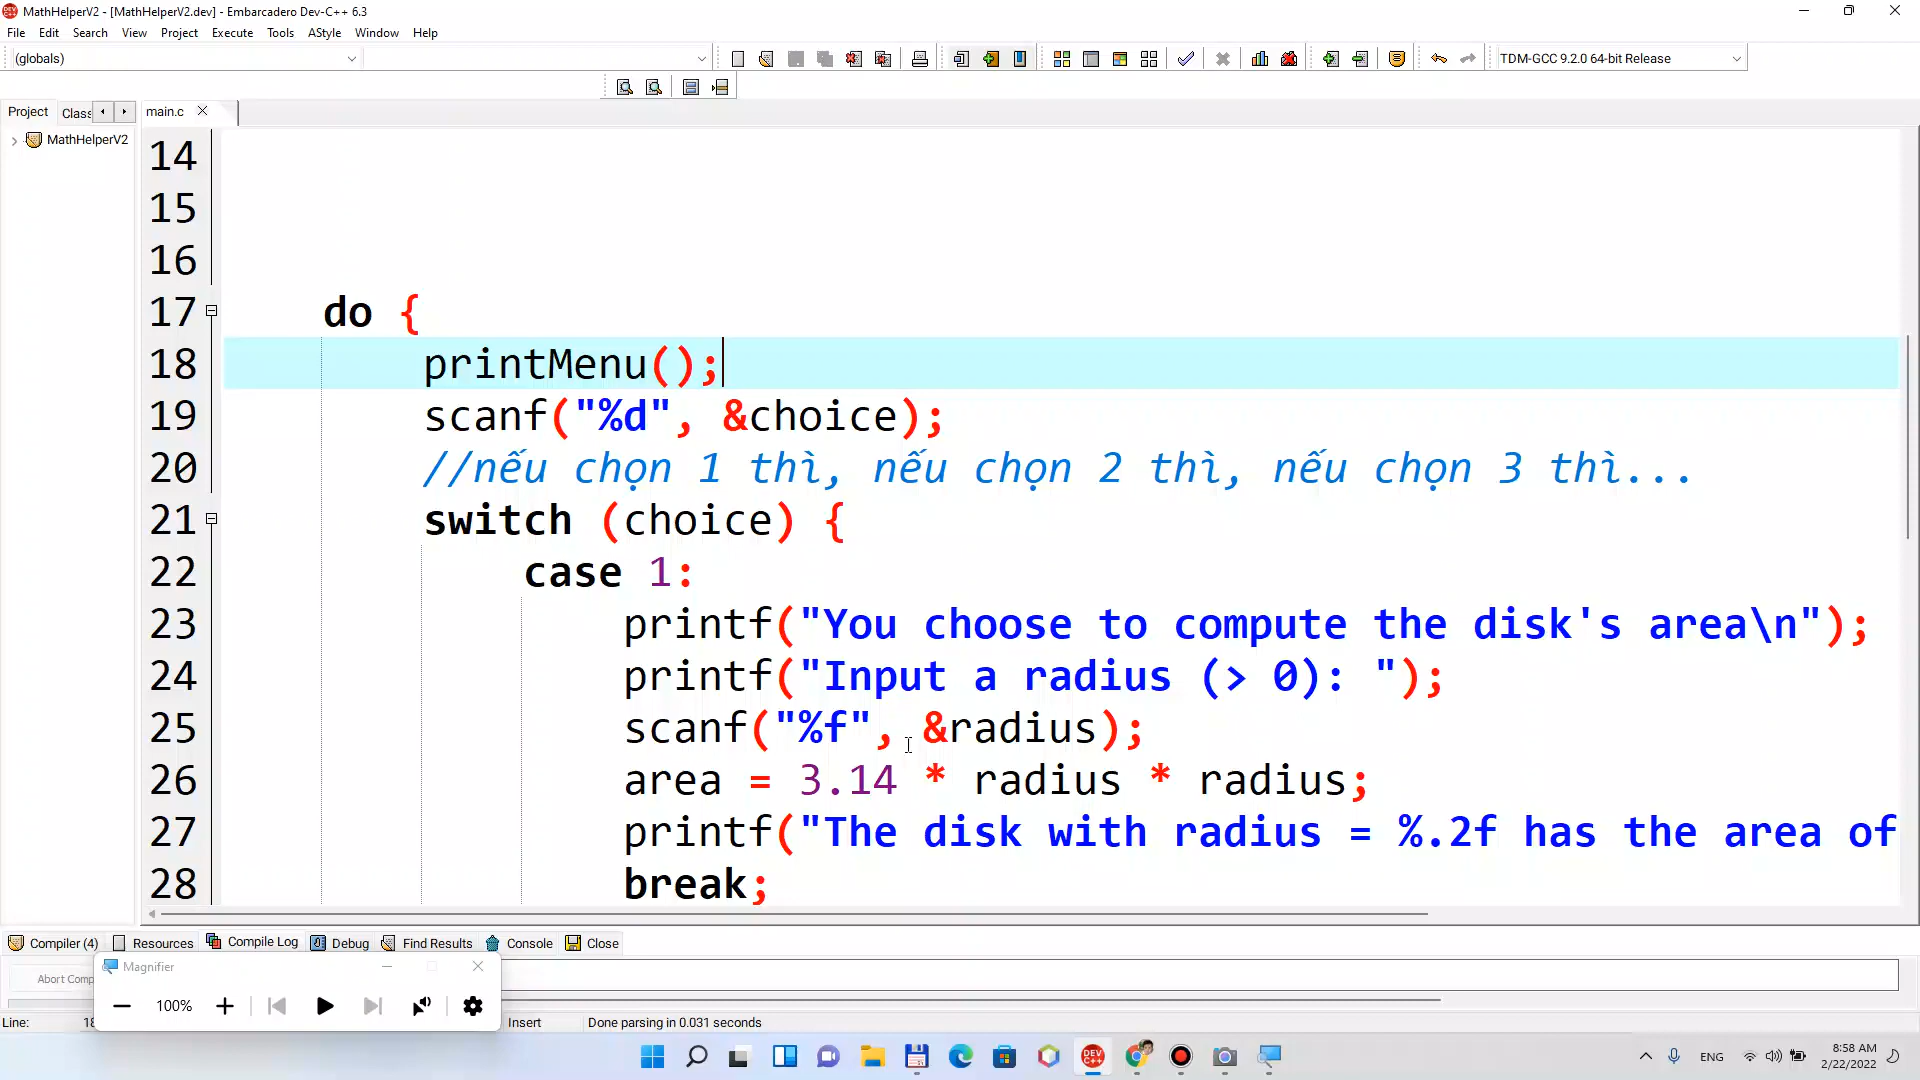 MathHelperV2 - [MathHelperV2.dev] - Embarcadero Dev-C++ 6.3
File Edit Search View Project Execute Tools AStyle Window Help
(globals)
TDM-GCC 9.2.0 64-bit Release
Project Class main.c
MathHelperV2
14
15
16
17 do {
18 printMenu();
19 scanf("%d", &choice);
20 //nếu chọn 1 thì, nếu chọn 2 thì, nếu chọn 3 thì...
21 switch (choice) {
22 case 1:
23 printf("You choose to compute the disk's area\n");
24 printf("Input a radius (> 0): ");
25 scanf("%f", &radius);
26 area = 3.14 * radius * radius;
27 printf("The disk with radius = %.2f has the area of
28 break;
Compiler (4) Resources Compile Log Debug Find Results Console Close
Abort Comp
Magnifier
100%
Line: 18 Insert Done parsing in 0.031 seconds
DEV
ENG
8:58 AM
2/22/2022